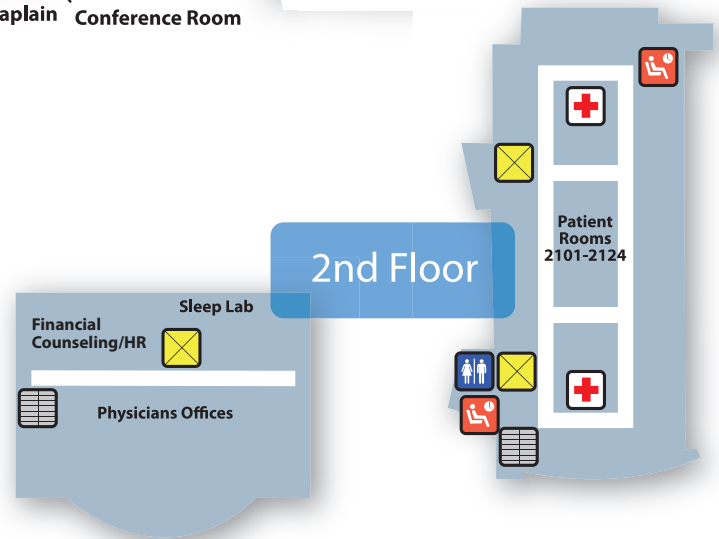 aplain
Conference Room
Patient
Rooms
2101-2124
2nd Floor
Sleep Lab
Financial
Counseling/HR
Physicians Offices